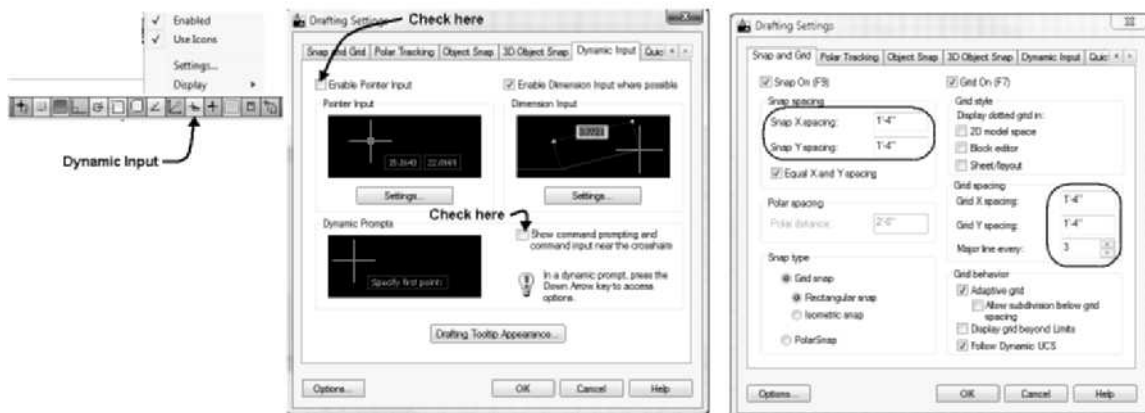 Enabled
Use Icons
Settings...
Display
Dynamic Input
Drafting Settings
Check here
Snap and Grid Polar Tracking Object Snap 3D Object Snap Dynamic Input Quic
Enable Pointer Input
Enable Dimension Input where possible
Pointer Input
Dimension Input
Settings...
Settings...
Check here
Dynamic Prompts
Show command prompting and
command input near the crosshairs
Specify first point:
In a dynamic prompt, press the
Down Arrow key to access
options.
Drafting Tooltip Appearance...
Options...
OK
Cancel
Help
Drafting Settings
Snap and Grid Polar Tracking Object Snap 3D Object Snap Dynamic Input Quic
Snap On (F9)
Grid On (F7)
Snap spacing
Snap X spacing: 1'-4"
Snap Y spacing: 1'-4"
Equal X and Y spacing
Grid style
Display dotted grid in:
2D model space
Block editor
Sheet/layout
Grid spacing
Grid X spacing: 1'-4"
Grid Y spacing: 1'-4"
Major line every: 3
Polar spacing
Polar distance: 2'-0"
Snap type
Grid snap
Rectangular snap
Isometric snap
PolarSnap
Grid behavior
Adaptive grid
Allow subdivision below grid
spacing
Display grid beyond Limits
Follow Dynamic UCS
Options...
OK
Cancel
Help